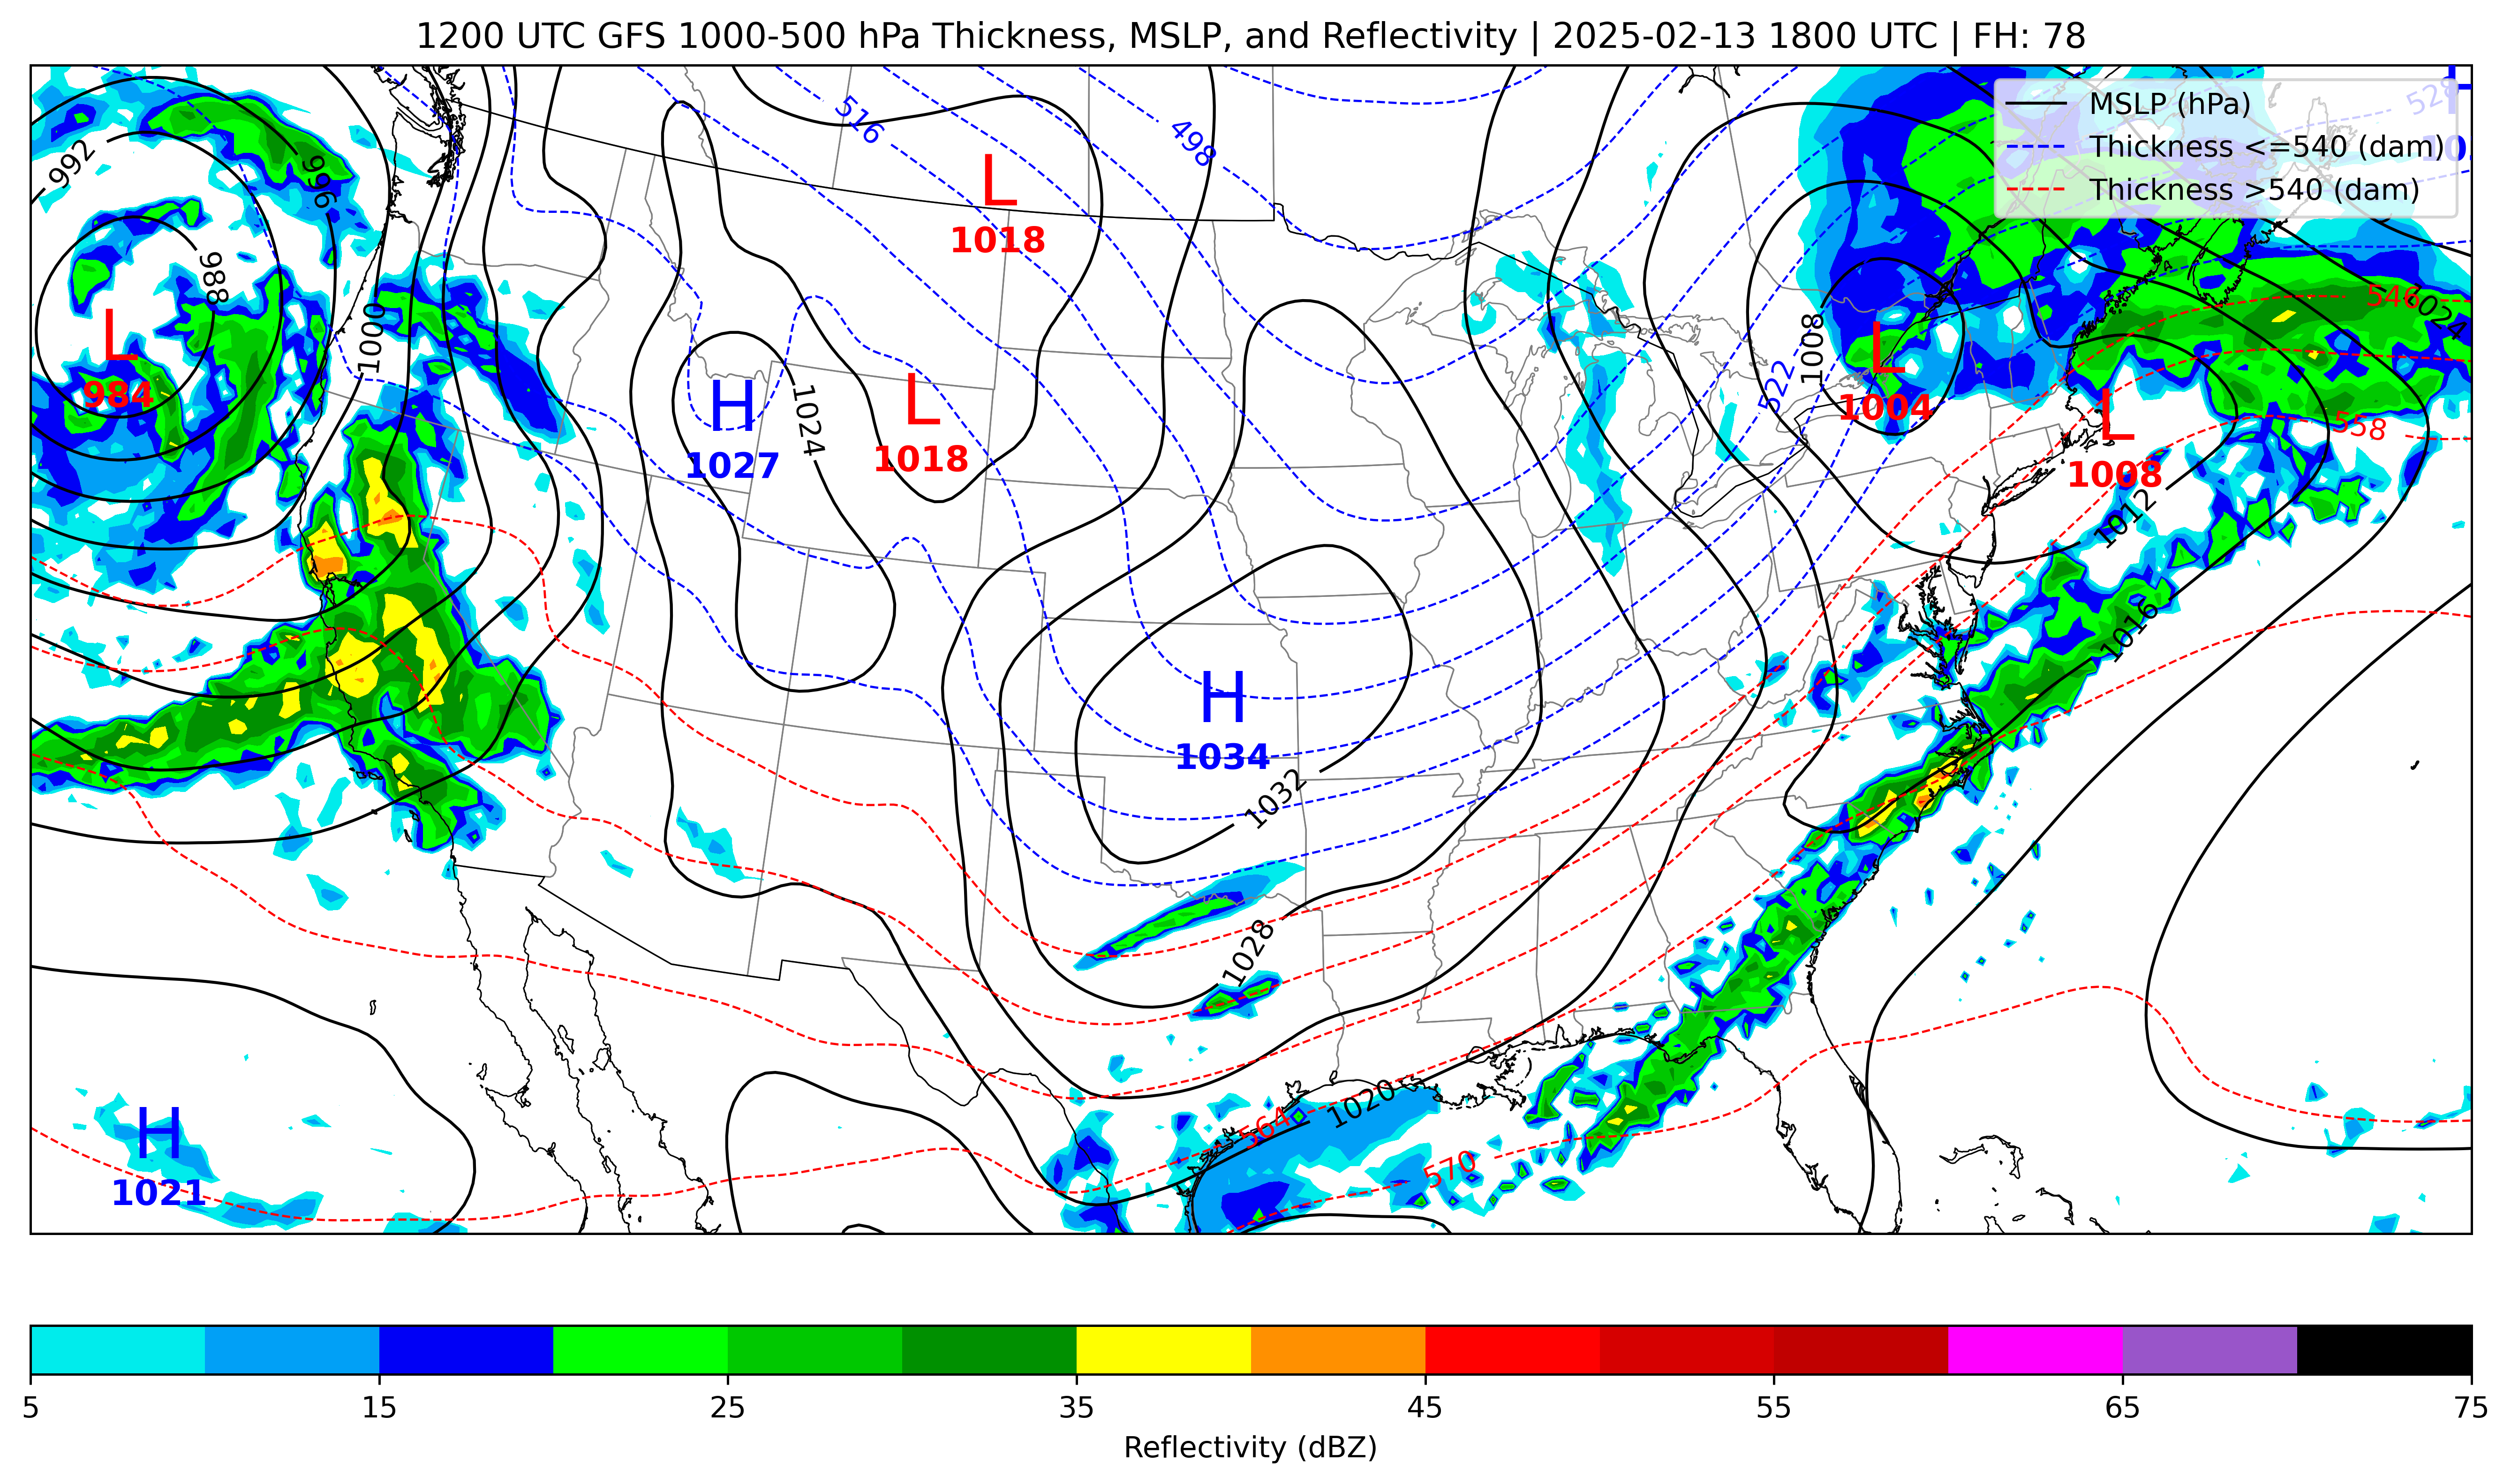 1200 UTC GFS 1000-500 hPa Thickness, MSLP, and Reflectivity | 2025-02-13 1800 UTC | FH: 78
MSLP (hPa)
Thickness <=540 (dam)
Thickness >540 (dam)
528
516
498
992
996
988
L
1018
546
1024
L
984
1000
1008
L
1004
522
H
1027
1024
L
1018
558
L
1008
1012
1016
H
1034
1032
1028
1020
564
570
H
1021
5
15
25
35
45
55
65
75
Reflectivity (dBZ)